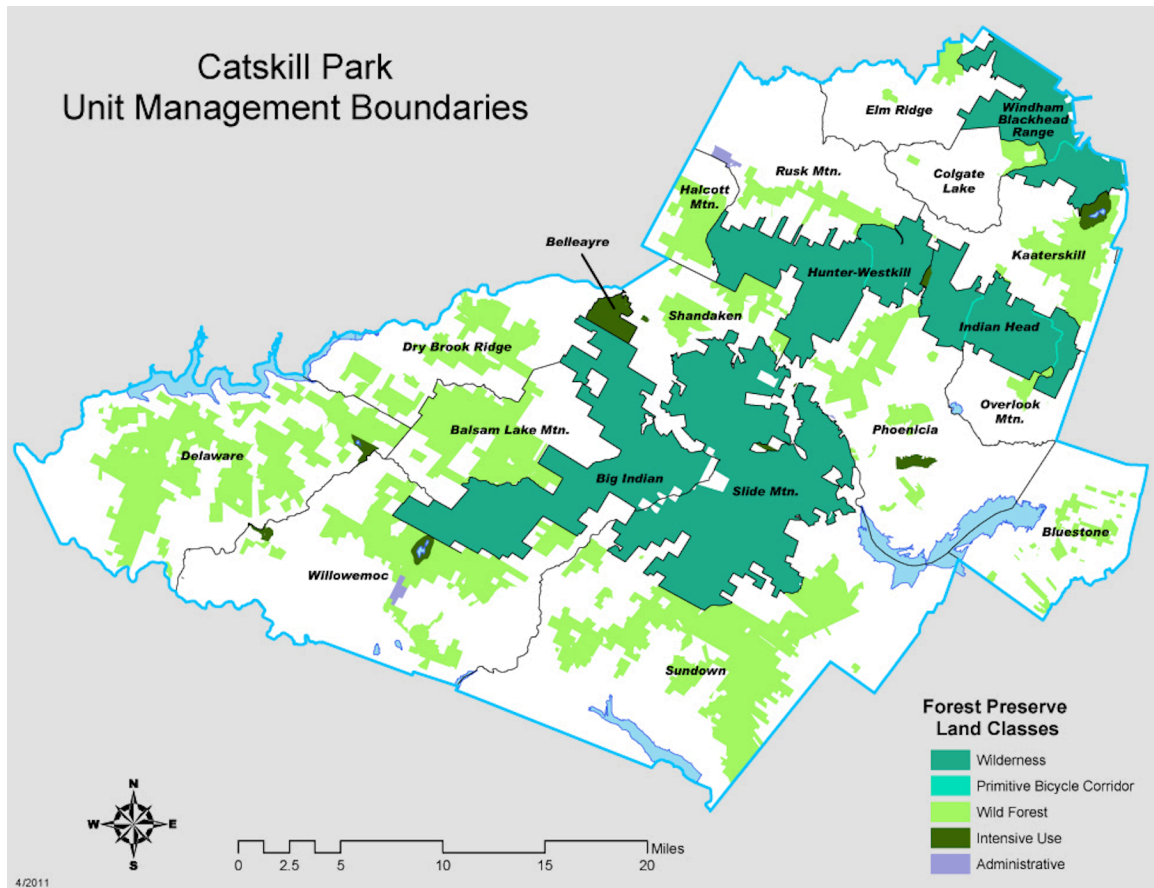 Catskill Park
Unit Management Boundaries
Elm Ridge
Windham
Blackhead
Range
Rusk Mtn.
Colgate
Lake
Halcott
Mtn.
Belleayre
Kaaterskill
Hunter-Westkill
Shandaken
Indian Head
Dry Brook Ridge
Overlook
Mtn.
Balsam Lake Mtn.
Phoenicia
Delaware
Big Indian
Slide Mtn.
Bluestone
Willowemoc
Sundown
Forest Preserve
Land Classes
Wilderness
Primitive Bicycle Corridor
Wild Forest
Intensive Use
Administrative
N
W
E
S
Miles
0 2.5 5 10 15 20
4/2011